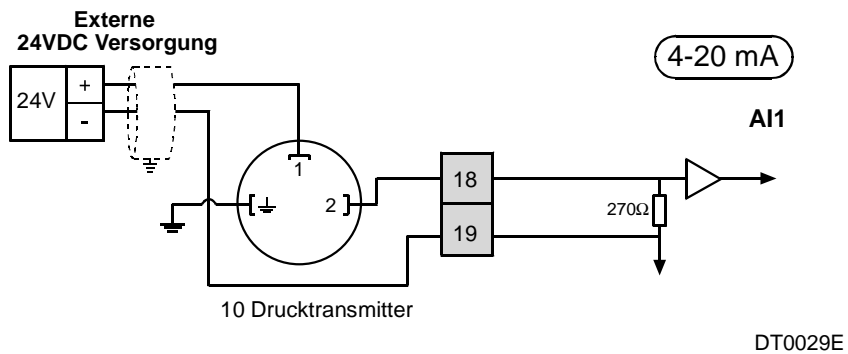 Externe
24VDC Versorgung
4-20 mA
24V
+
-
AI1
1
2
18
19
270Ω
10 Drucktransmitter
DT0029E